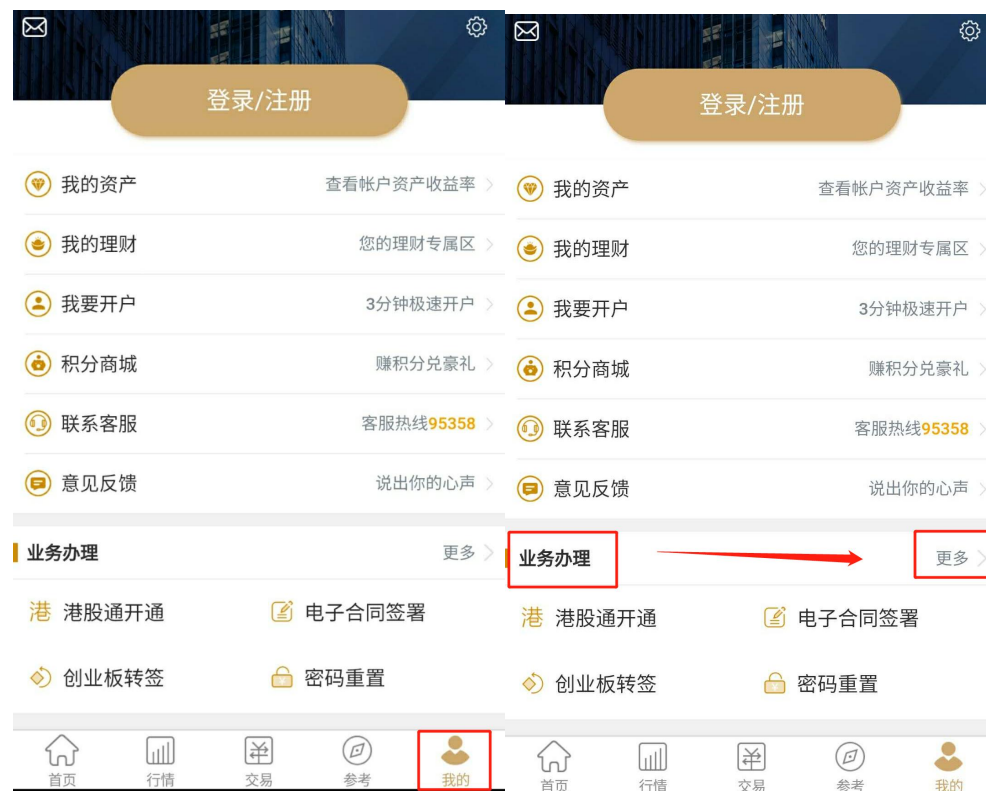 登录/注册
我的资产 查看帐户资产收益率
我的理财 您的理财专属区
我要开户 3分钟极速开户
积分商城 赚积分兑豪礼
联系客服 客服热线95358
意见反馈 说出你的心声
业务办理 更多
港 港股通开通 电子合同签署
创业板转签 密码重置
首页 行情 交易 参考 我的
登录/注册
我的资产 查看帐户资产收益率
我的理财 您的理财专属区
我要开户 3分钟极速开户
积分商城 赚积分兑豪礼
联系客服 客服热线95358
意见反馈 说出你的心声
业务办理 更多
港 港股通开通 电子合同签署
创业板转签 密码重置
首页 行情 交易 参考 我的